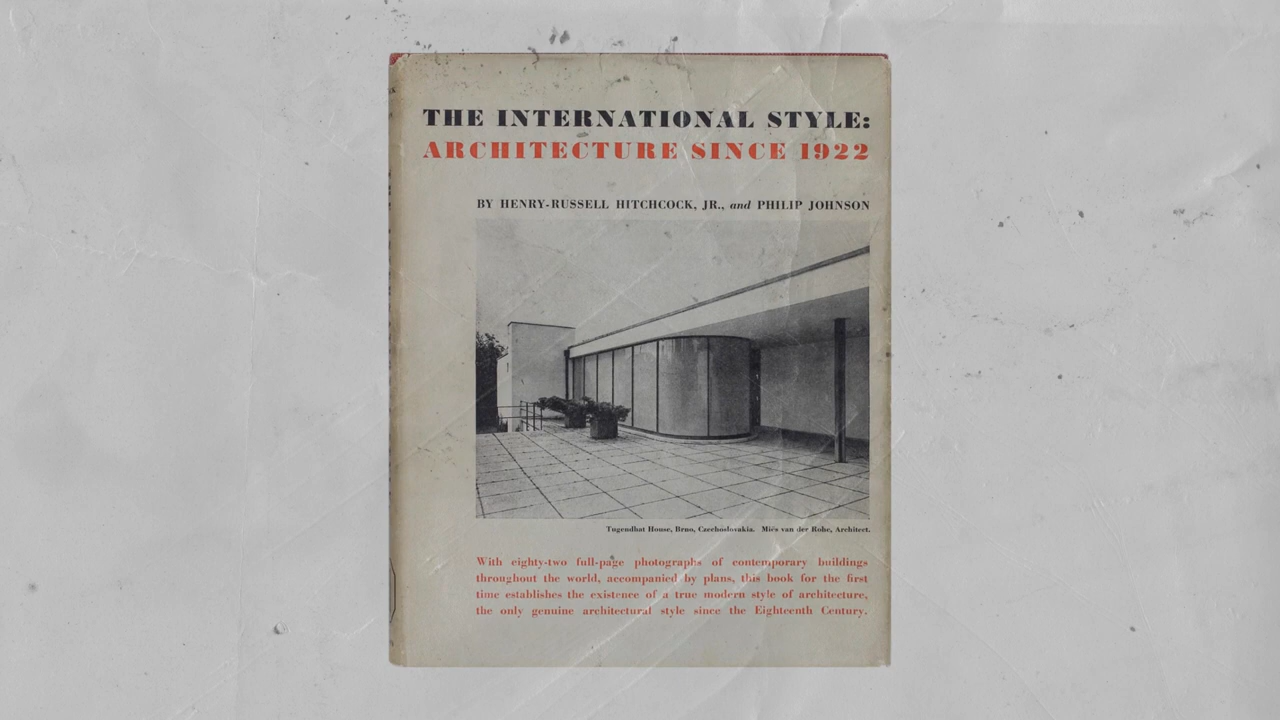 THE INTERNATIONAL STYLE:
ARCHITECTURE SINCE 1922
BY HENRY-RUSSELL HITCHCOCK, JR., and PHILIP JOHNSON
Tugendhat House, Brno, Czechoslovakia. Miës van der Rohe, Architect.
With eighty-two full-page photographs of contemporary buildings
throughout the world, accompanied by plans, this book for the first
time establishes the existence of a true modern style of architecture,
the only genuine architectural style since the Eighteenth Century.